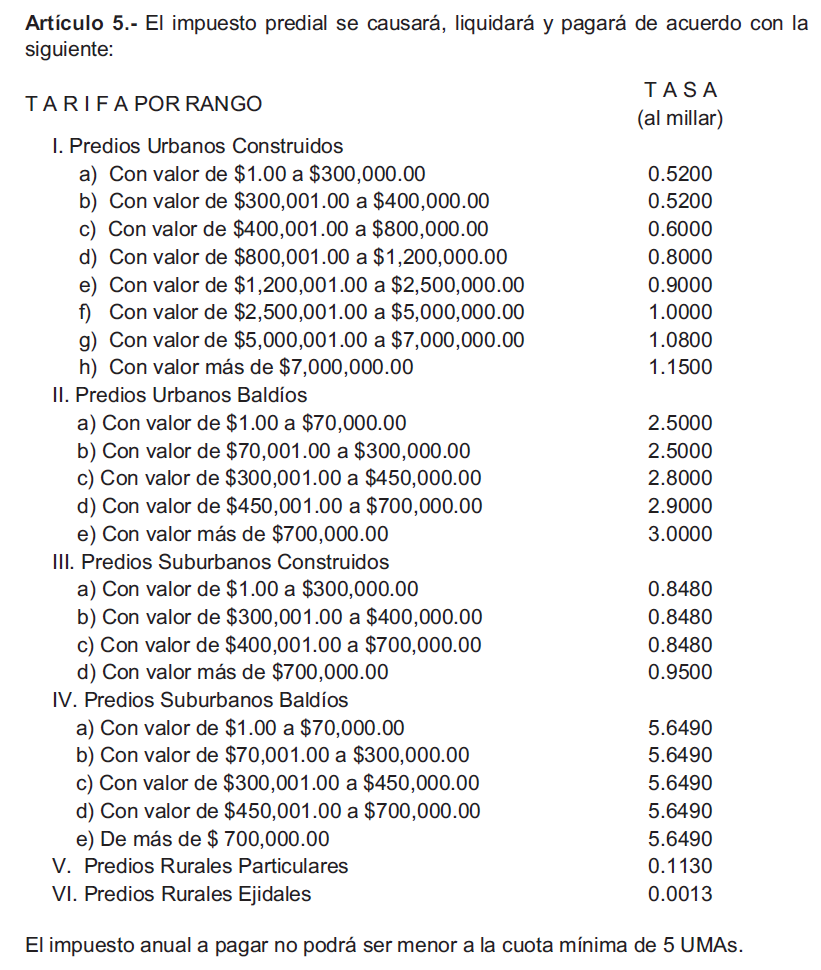 Artículo 5.- El impuesto predial se causará, liquidará y pagará de acuerdo con la
siguiente:
T A R I F A POR RANGO
T A S A
(al millar)
I. Predios Urbanos Construidos
a) Con valor de $1.00 a $300,000.00 0.5200
b) Con valor de $300,001.00 a $400,000.00 0.5200
c) Con valor de $400,001.00 a $800,000.00 0.6000
d) Con valor de $800,001.00 a $1,200,000.00 0.8000
e) Con valor de $1,200,001.00 a $2,500,000.00 0.9000
f) Con valor de $2,500,001.00 a $5,000,000.00 1.0000
g) Con valor de $5,000,001.00 a $7,000,000.00 1.0800
h) Con valor más de $7,000,000.00 1.1500
II. Predios Urbanos Baldíos
a) Con valor de $1.00 a $70,000.00 2.5000
b) Con valor de $70,001.00 a $300,000.00 2.5000
c) Con valor de $300,001.00 a $450,000.00 2.8000
d) Con valor de $450,001.00 a $700,000.00 2.9000
e) Con valor más de $700,000.00 3.0000
III. Predios Suburbanos Construidos
a) Con valor de $1.00 a $300,000.00 0.8480
b) Con valor de $300,001.00 a $400,000.00 0.8480
c) Con valor de $400,001.00 a $700,000.00 0.8480
d) Con valor más de $700,000.00 0.9500
IV. Predios Suburbanos Baldíos
a) Con valor de $1.00 a $70,000.00 5.6490
b) Con valor de $70,001.00 a $300,000.00 5.6490
c) Con valor de $300,001.00 a $450,000.00 5.6490
d) Con valor de $450,001.00 a $700,000.00 5.6490
e) De más de $ 700,000.00 5.6490
V. Predios Rurales Particulares 0.1130
VI. Predios Rurales Ejidales 0.0013
El impuesto anual a pagar no podrá ser menor a la cuota mínima de 5 UMAs.